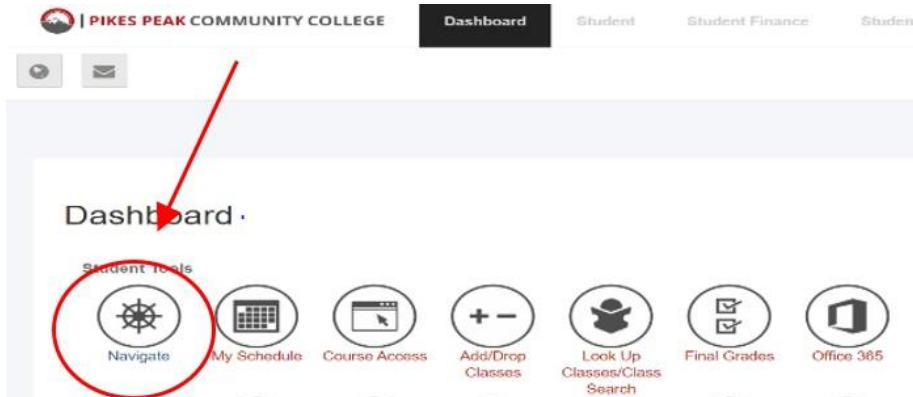 | PIKES PEAK COMMUNITY COLLEGE
Dashboard
Student
Student Finance
Studen
Dashboard
Student Tools
Navigate
My Schedule
Course Access
Add/Drop
Classes
Look Up
Classes/Class
Search
Final Grades
Office 365